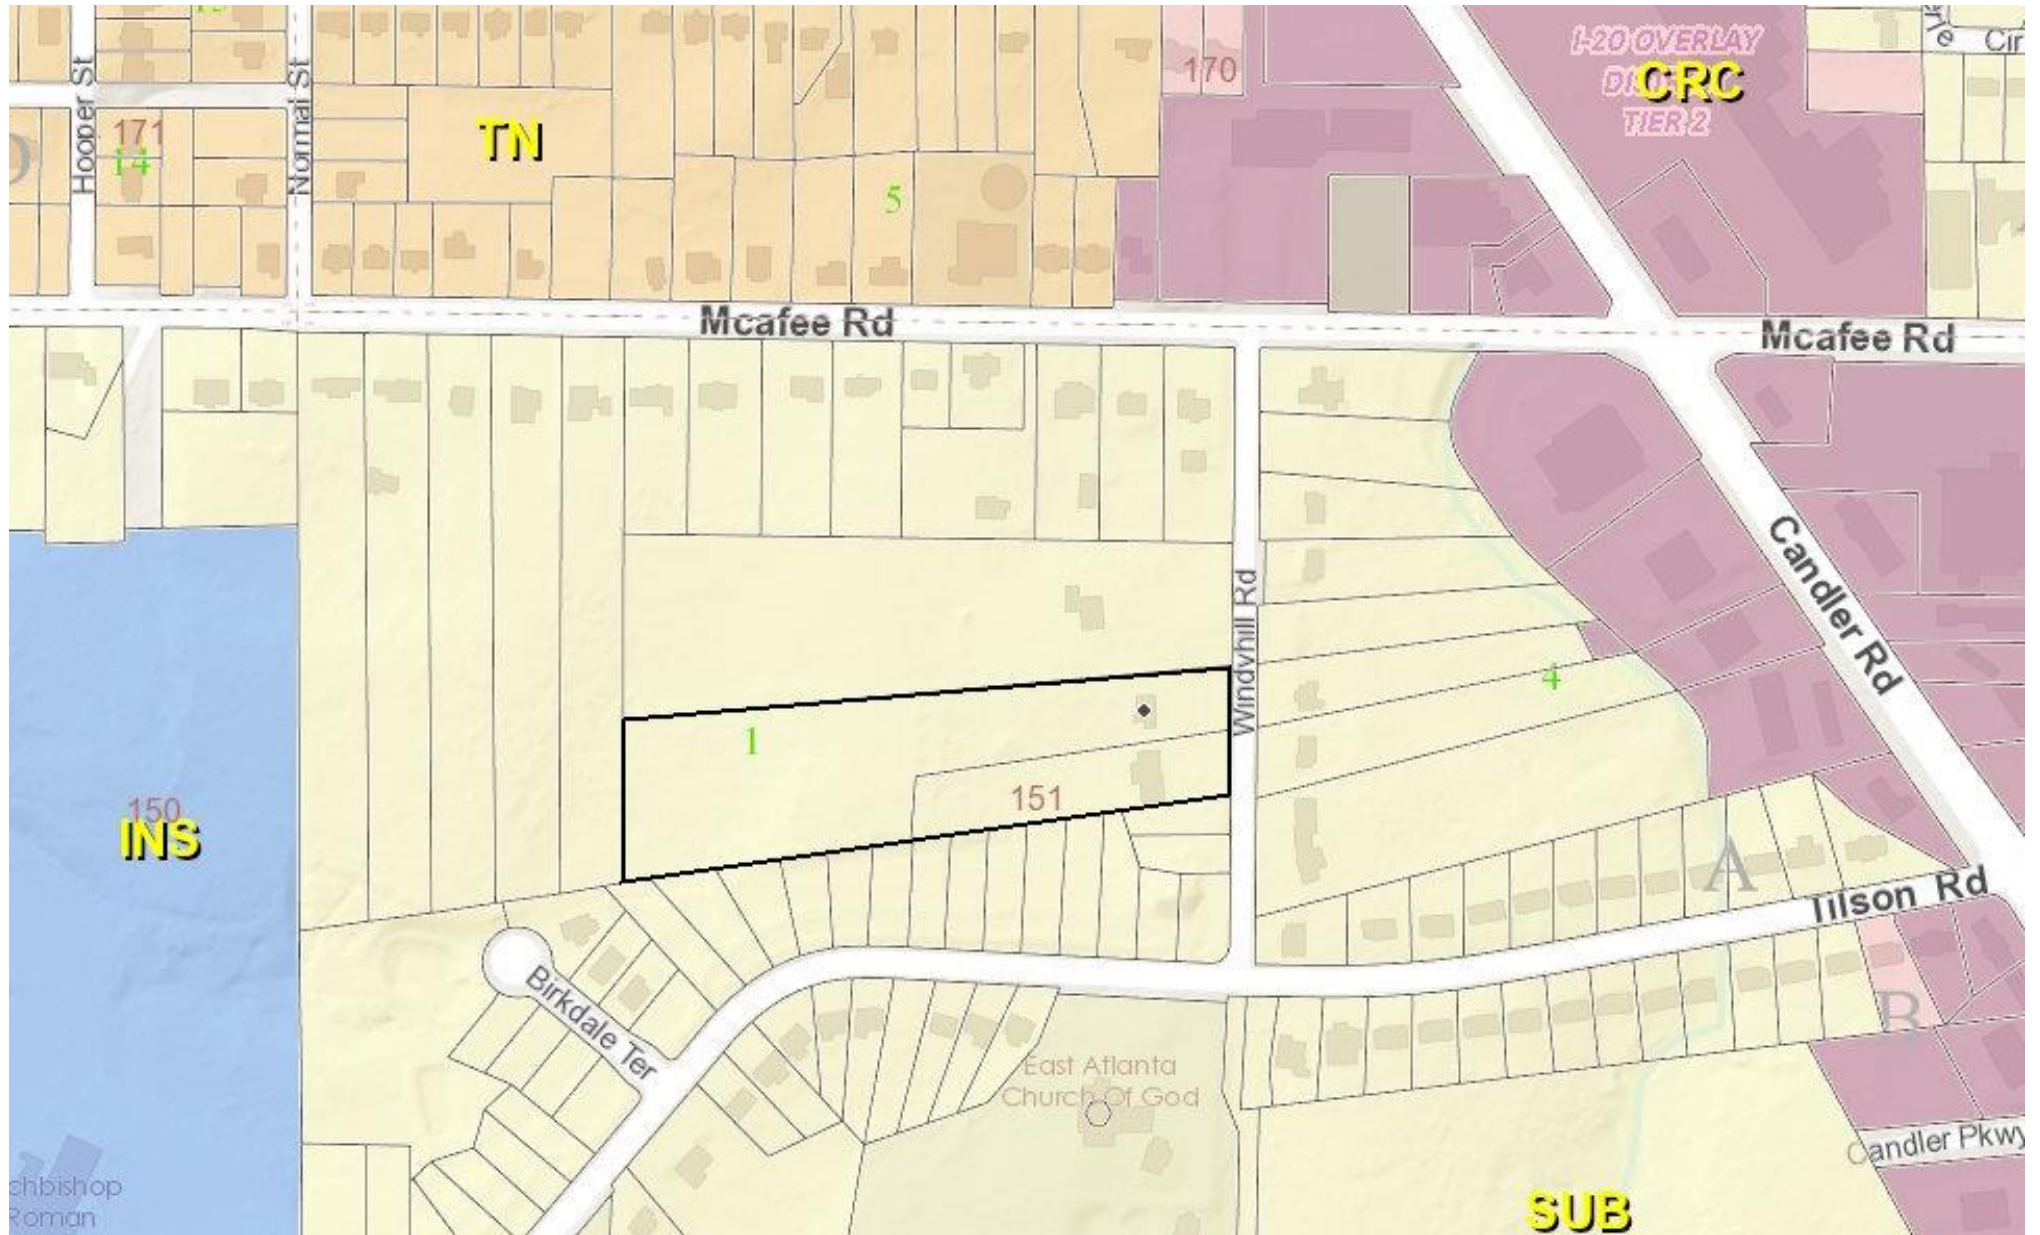 15
Hooper St
Normal St
171
14
TN
5
170
I-20 OVERLAY
TIER 2
CRC
Cir
Mcafee Rd
Mcafee Rd
Candler Rd
Windyhill Rd
4
1
151
150
INS
A
Tilson Rd
Birkdale Ter
B
East Atlanta
Church Of God
Candler Pkwy
chbishop
Roman
SUB